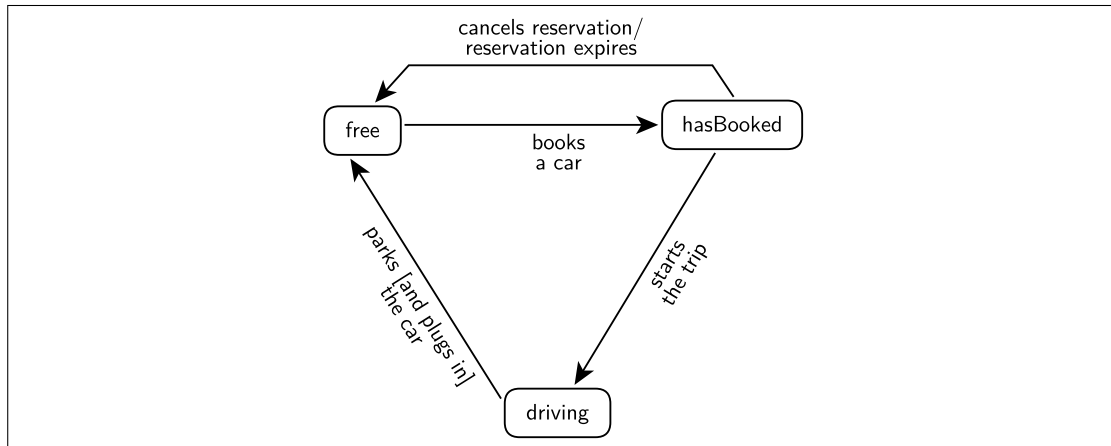 cancels reservation/
reservation expires
free
hasBooked
books
a car
parks [and plugs in]
the car
starts
the trip
driving